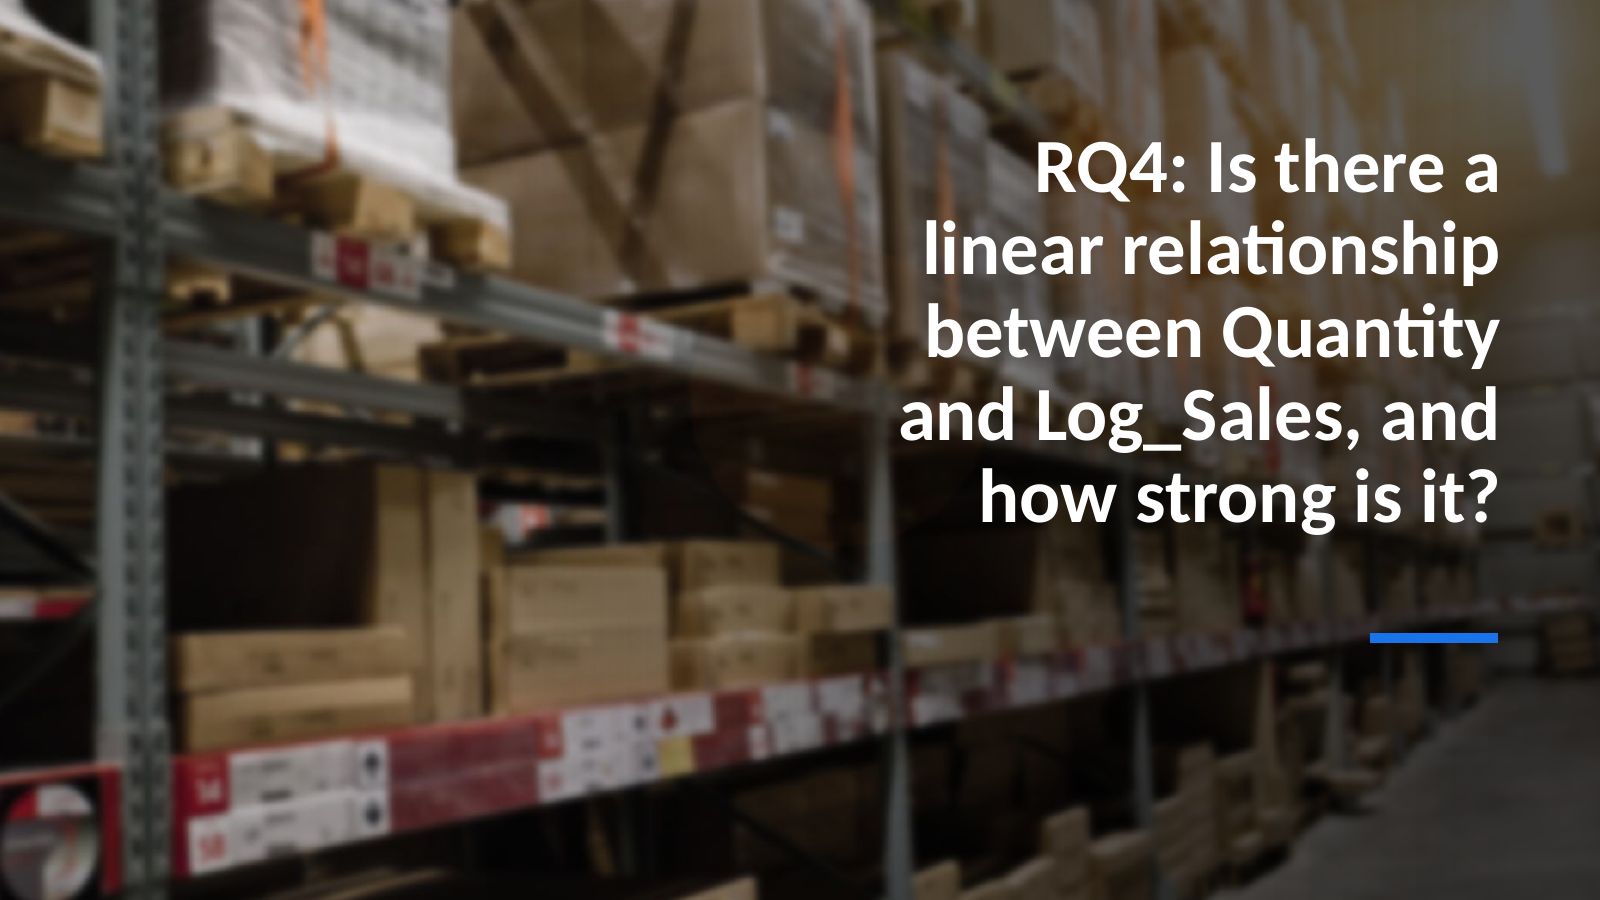 RQ4: Is there a
linear relationship
between Quantity
and Log_Sales, and
how strong is it?